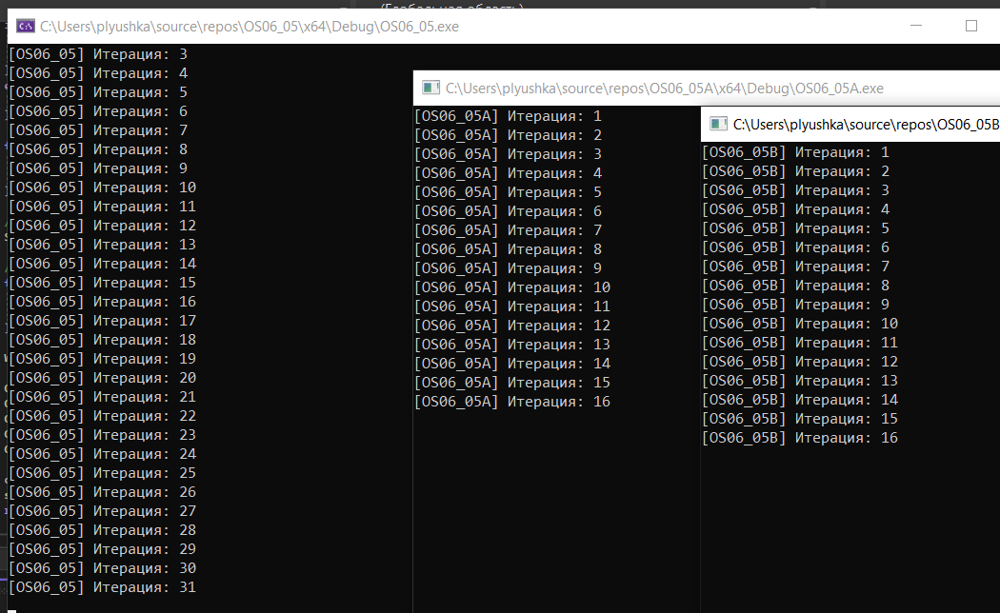 (Глобальная область)
C:\Users\plyushka\source\repos\OS06_05\x64\Debug\OS06_05.exe
[OS06_05] Итерация: 3
[OS06_05] Итерация: 4
[OS06_05] Итерация: 5
[OS06_05] Итерация: 6
[OS06_05] Итерация: 7
[OS06_05] Итерация: 8
[OS06_05] Итерация: 9
[OS06_05] Итерация: 10
[OS06_05] Итерация: 11
[OS06_05] Итерация: 12
[OS06_05] Итерация: 13
[OS06_05] Итерация: 14
[OS06_05] Итерация: 15
[OS06_05] Итерация: 16
[OS06_05] Итерация: 17
[OS06_05] Итерация: 18
[OS06_05] Итерация: 19
[OS06_05] Итерация: 20
[OS06_05] Итерация: 21
[OS06_05] Итерация: 22
[OS06_05] Итерация: 23
[OS06_05] Итерация: 24
[OS06_05] Итерация: 25
[OS06_05] Итерация: 26
[OS06_05] Итерация: 27
[OS06_05] Итерация: 28
[OS06_05] Итерация: 29
[OS06_05] Итерация: 30
[OS06_05] Итерация: 31
C:\Users\plyushka\source\repos\OS06_05A\x64\Debug\OS06_05A.exe
[OS06_05A] Итерация: 1
[OS06_05A] Итерация: 2
[OS06_05A] Итерация: 3
[OS06_05A] Итерация: 4
[OS06_05A] Итерация: 5
[OS06_05A] Итерация: 6
[OS06_05A] Итерация: 7
[OS06_05A] Итерация: 8
[OS06_05A] Итерация: 9
[OS06_05A] Итерация: 10
[OS06_05A] Итерация: 11
[OS06_05A] Итерация: 12
[OS06_05A] Итерация: 13
[OS06_05A] Итерация: 14
[OS06_05A] Итерация: 15
[OS06_05A] Итерация: 16
C:\Users\plyushka\source\repos\OS06_05B
[OS06_05B] Итерация: 1
[OS06_05B] Итерация: 2
[OS06_05B] Итерация: 3
[OS06_05B] Итерация: 4
[OS06_05B] Итерация: 5
[OS06_05B] Итерация: 6
[OS06_05B] Итерация: 7
[OS06_05B] Итерация: 8
[OS06_05B] Итерация: 9
[OS06_05B] Итерация: 10
[OS06_05B] Итерация: 11
[OS06_05B] Итерация: 12
[OS06_05B] Итерация: 13
[OS06_05B] Итерация: 14
[OS06_05B] Итерация: 15
[OS06_05B] Итерация: 16